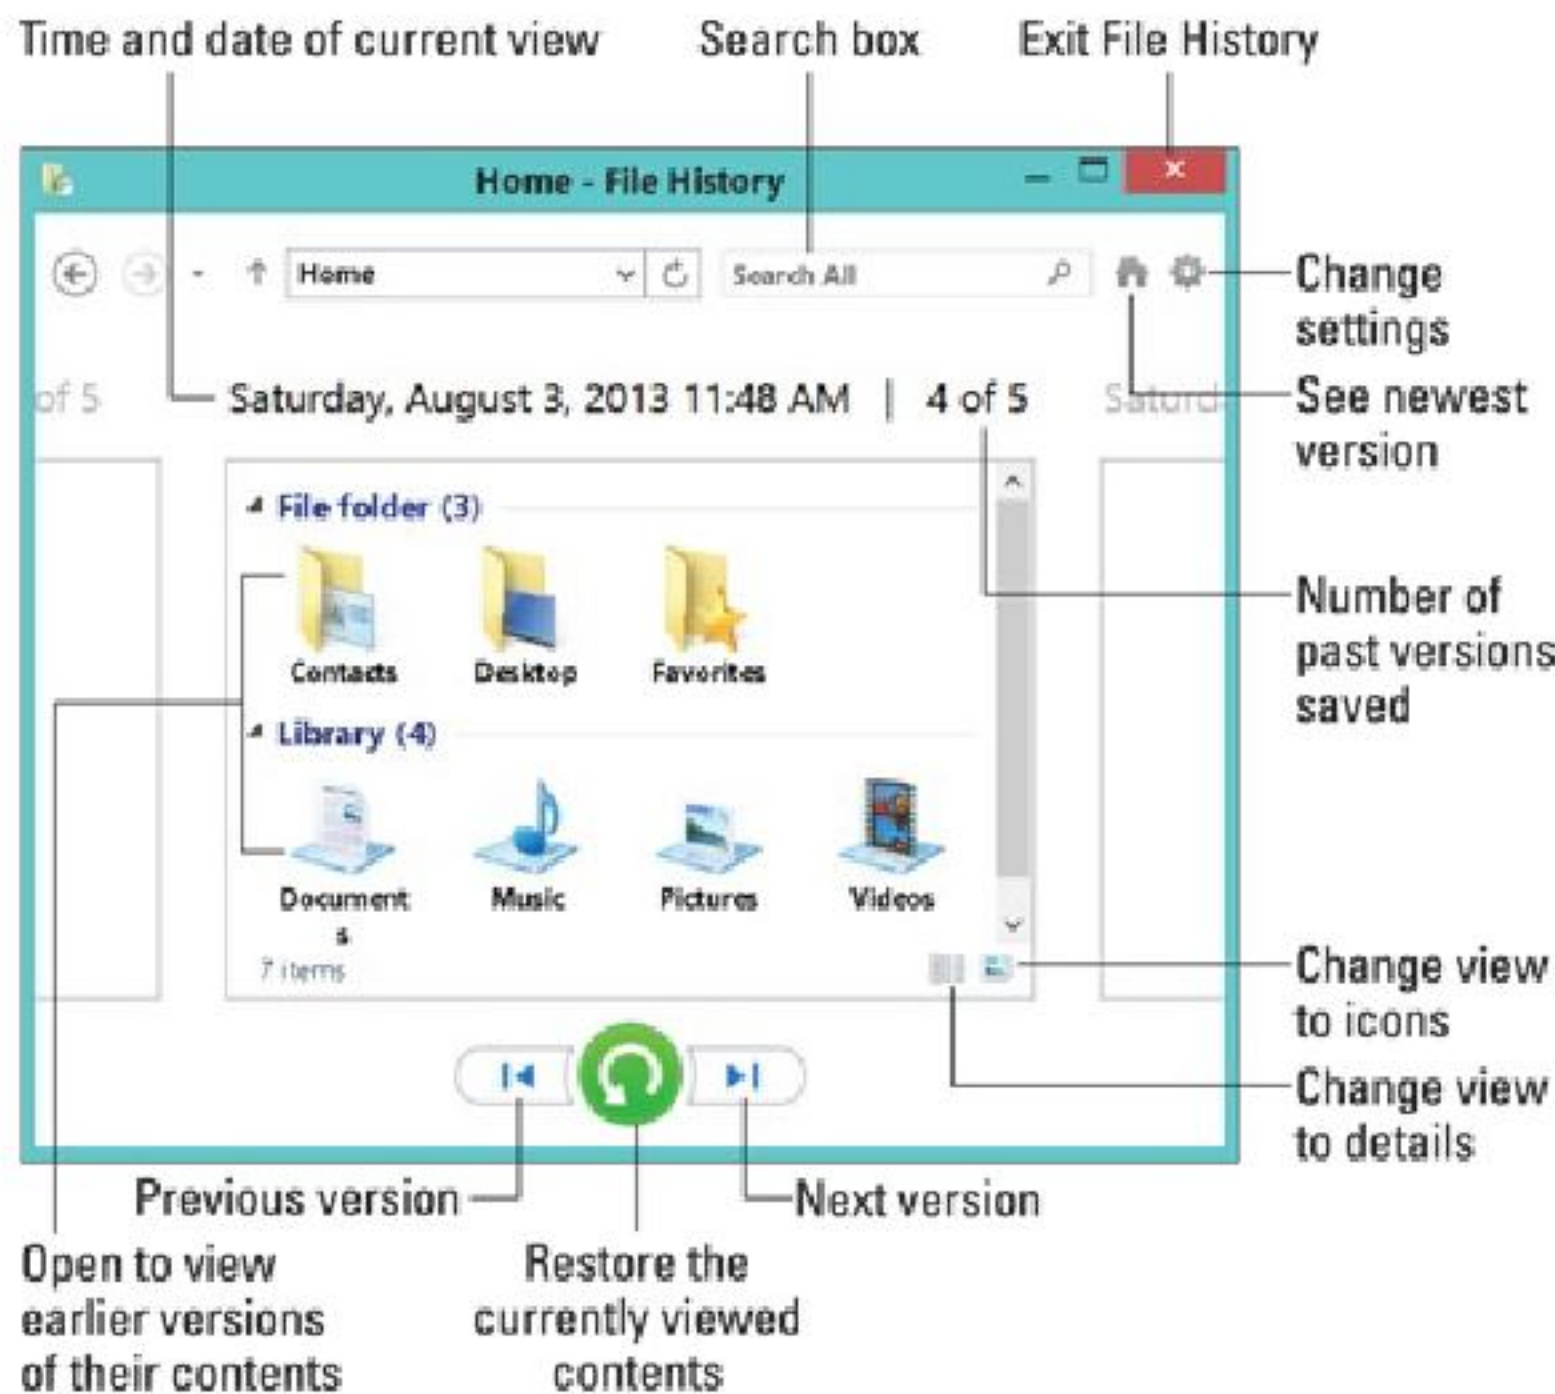 Time and date of current view
Search box
Exit File History
Home - File History
Home
Search All
Change
settings
of 5
Saturday, August 3, 2013 11:48 AM | 4 of 5
Saturd
See newest
version
File folder (3)
Contacts
Desktop
Favorites
Number of
past versions
saved
Library (4)
Document
s
Music
Pictures
Videos
7 items
Change view
to icons
Change view
to details
Previous version
Next version
Open to view
earlier versions
of their contents
Restore the
currently viewed
contents